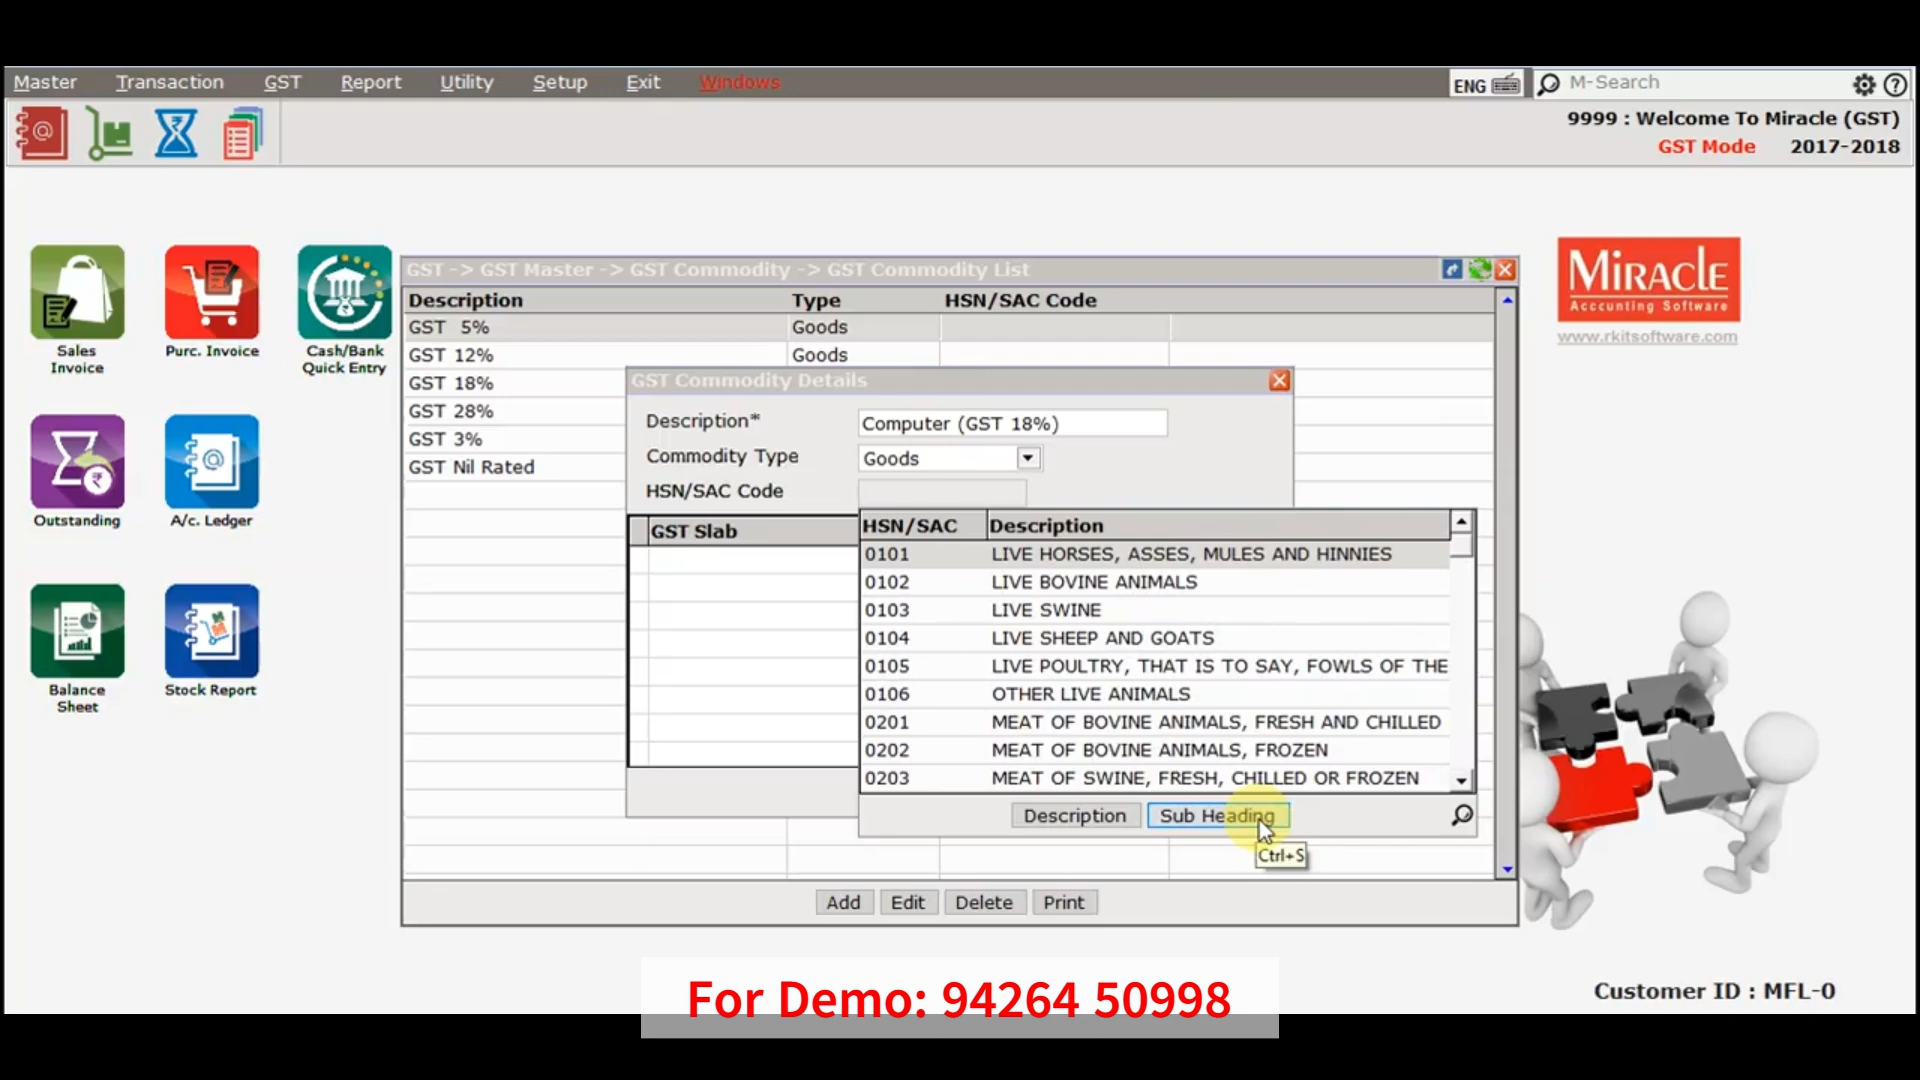 Master Transaction GST Report Utility Setup Exit Windows ENG M-Search
9999 : Welcome To Miracle (GST)
GST Mode 2017-2018
Sales Invoice
Purc. Invoice
Cash/Bank Quick Entry
Outstanding
A/c. Ledger
Balance Sheet
Stock Report
GST -> GST Master -> GST Commodity -> GST Commodity List
Description Type HSN/SAC Code
GST 5% Goods
GST 12% Goods
GST 18%
GST 28%
GST 3%
GST Nil Rated
GST Commodity Details
Description* Computer (GST 18%)
Commodity Type Goods
HSN/SAC Code
GST Slab
HSN/SAC Description
0101 LIVE HORSES, ASSES, MULES AND HINNIES
0102 LIVE BOVINE ANIMALS
0103 LIVE SWINE
0104 LIVE SHEEP AND GOATS
0105 LIVE POULTRY, THAT IS TO SAY, FOWLS OF THE
0106 OTHER LIVE ANIMALS
0201 MEAT OF BOVINE ANIMALS, FRESH AND CHILLED
0202 MEAT OF BOVINE ANIMALS, FROZEN
0203 MEAT OF SWINE, FRESH, CHILLED OR FROZEN
Description Sub Heading
Ctrl+S
Add Edit Delete Print
MiRACLE
Acccunting Software
www.rkitsoftware.com
Customer ID : MFL-0
For Demo: 94264 50998